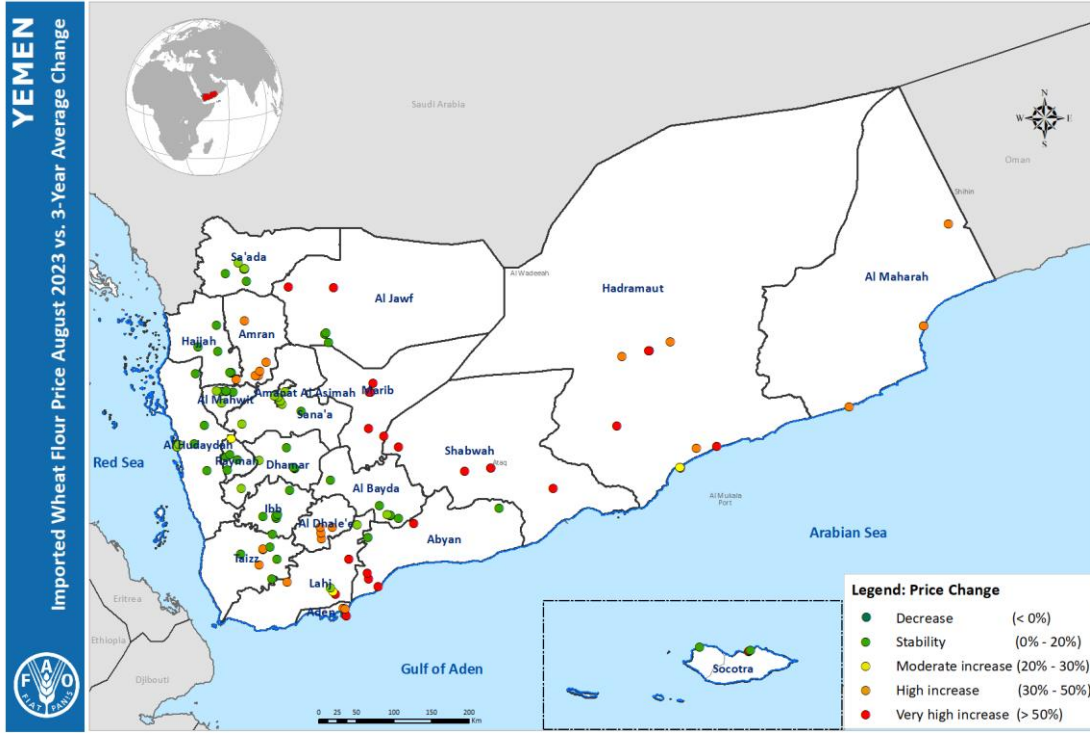 YEMEN
Imported Wheat Flour Price August 2023 vs. 3-Year Average Change
FAO
FIAT PANIS
Saudi Arabia
N
W E
S
Oman
Shihin
Sa'ada
Al Wadeeah
Al Jawf
Hadramaut
Al Maharah
Hajjah
Amran
Amanat Al Asimah
Marib
Al Mahwit
Sana'a
Al Hudaydah
Shabwah
Ataq
Red Sea
Raymah
Dhamar
Al Bayda
Al Mukala
Port
Ibb
Al Dhale'e
Abyan
Arabian Sea
Taizz
Lahj
Aden
Eritrea
Ethiopia
Djibouti
Gulf of Aden
Socotra
0 25 50 100 150 200
Km
Legend: Price Change
Decrease (< 0%)
Stability (0% - 20%)
Moderate increase (20% - 30%)
High increase (30% - 50%)
Very high increase (> 50%)